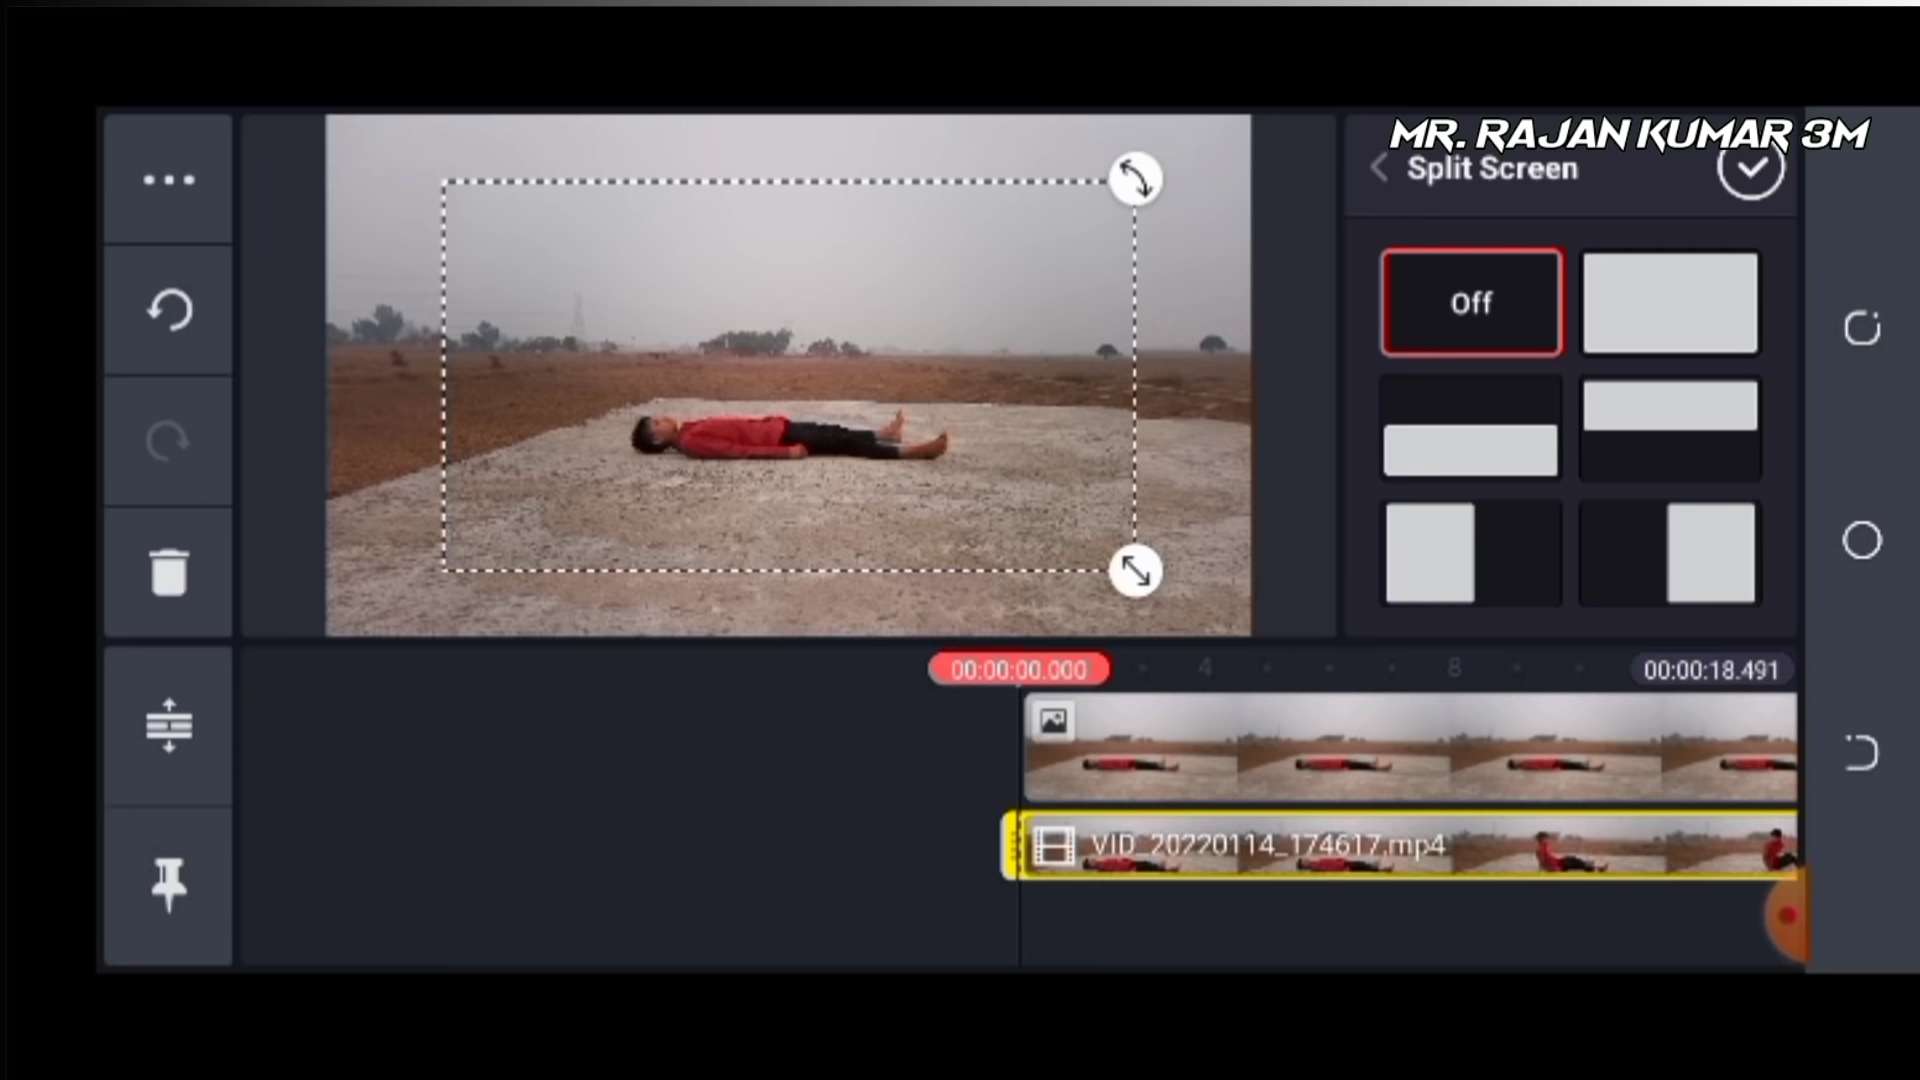 MR. RAJAN KUMAR 3M
Split Screen
Off
00:00:00.000
4
8
00:00:18.491
VID_20220114_174617.mp4